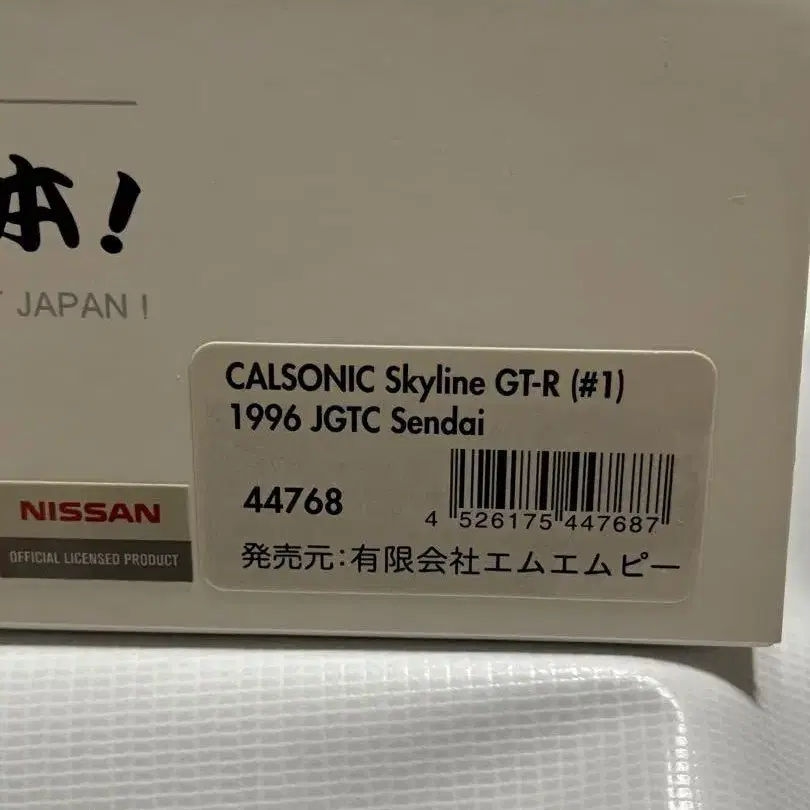 本!
JAPAN !
CALSONIC Skyline GT-R (#1)
1996 JGTC Sendai
44768
4 526175 447687
NISSAN
OFFICIAL LICENSED PRODUCT
発売元:有限会社エムエムピー